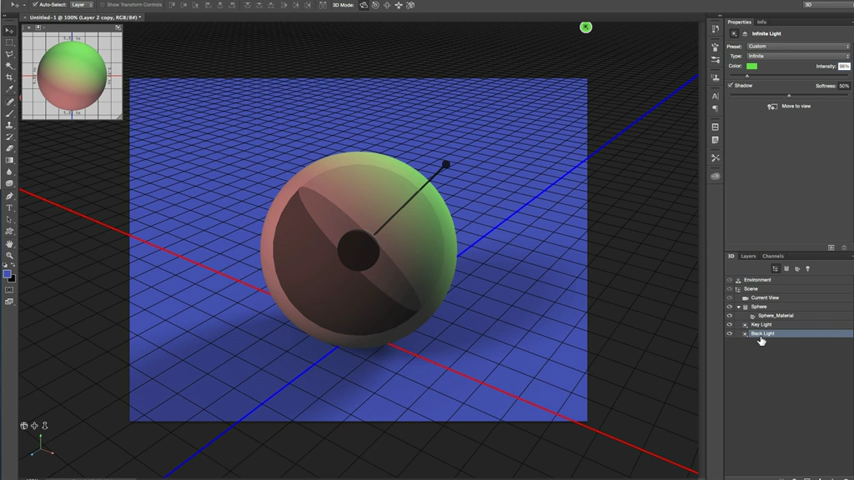 Auto-Select: Layer Show Transform Controls 3D Mode: 3D
Untitled-1 @ 100% (Layer 2 copy, RGB/8#) *
Properties Info
Infinite Light
Preset: Custom
Type: Infinite
Color: Intensity: 86%
Shadow Softness: 50%
Move to view
3D Layers Channels
Environment
Scene
Current View
Sphere
Sphere_Material
Key Light
Back Light